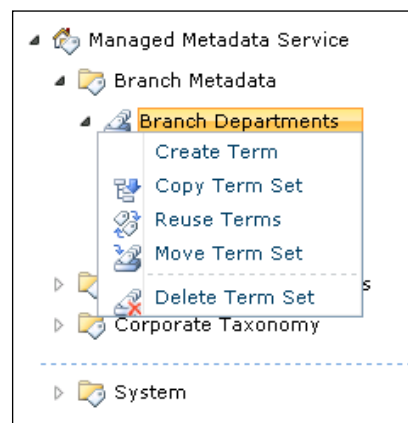 Managed Metadata Service
Branch Metadata
Branch Departments
Create Term
Copy Term Set
Reuse Terms
Move Term Set
Delete Term Set
Corporate Taxonomy
System